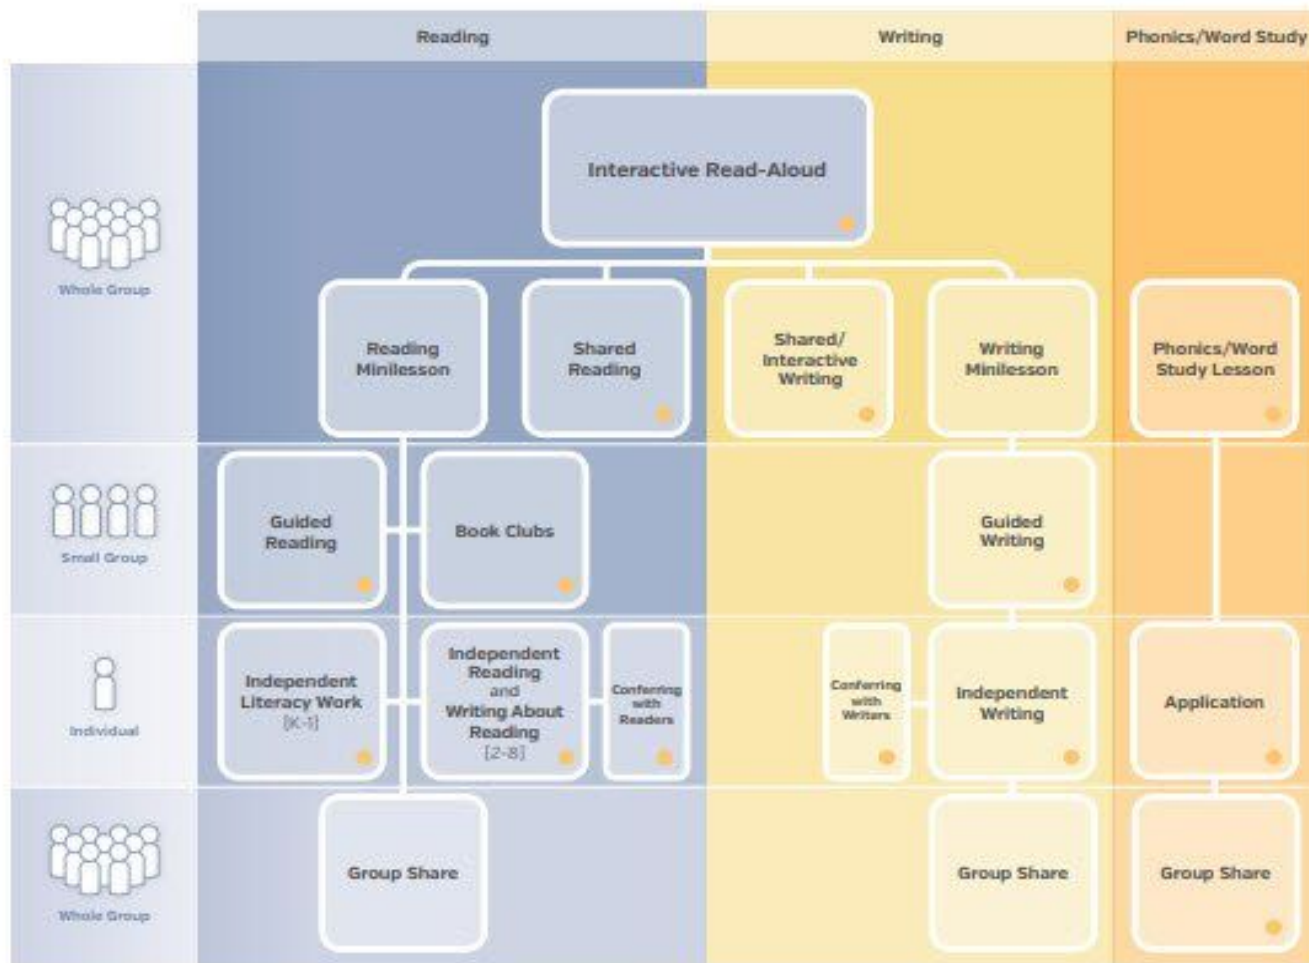 Reading
Writing
Phonics/Word Study
Interactive Read-Aloud
Whole Group
Reading
Minilesson
Shared
Reading
Shared/
Interactive
Writing
Writing
Minilesson
Phonics/Word
Study Lesson
Small Group
Guided
Reading
Book Clubs
Guided
Writing
Individual
Independent
Literacy Work
[K-1]
Independent
Reading
and
Writing About
Reading
[2-8]
Conferring
with
Readers
Conferring
with
Writers
Independent
Writing
Application
Whole Group
Group Share
Group Share
Group Share